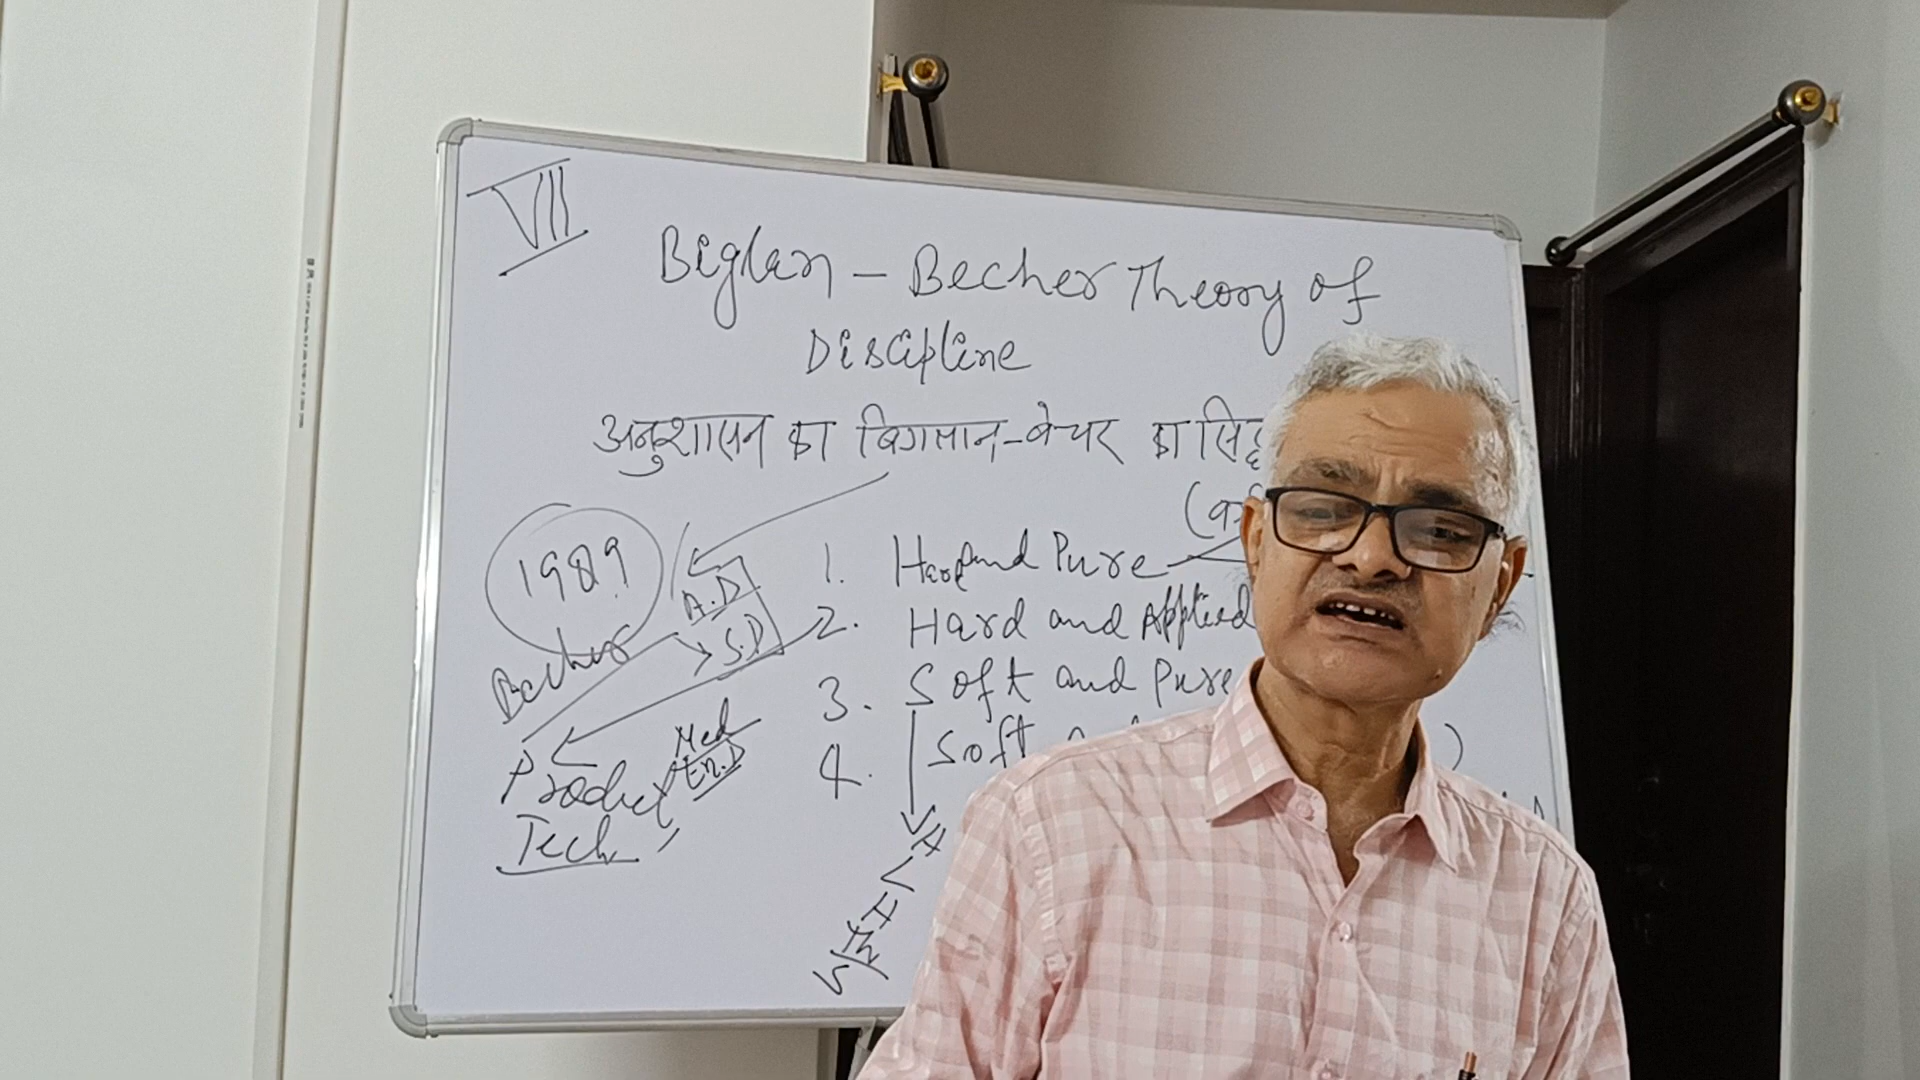 VII
Biglan - Becher Theory of
Discipline
अनुशासन का बिगलान-बेचर का सिद्
(क
1989
Becher
A.D
S.D
1. Hard and Pure
2. Hard and Applied
3. Soft and Pure
4. Soft
Product
Tech
Med
En.D
)